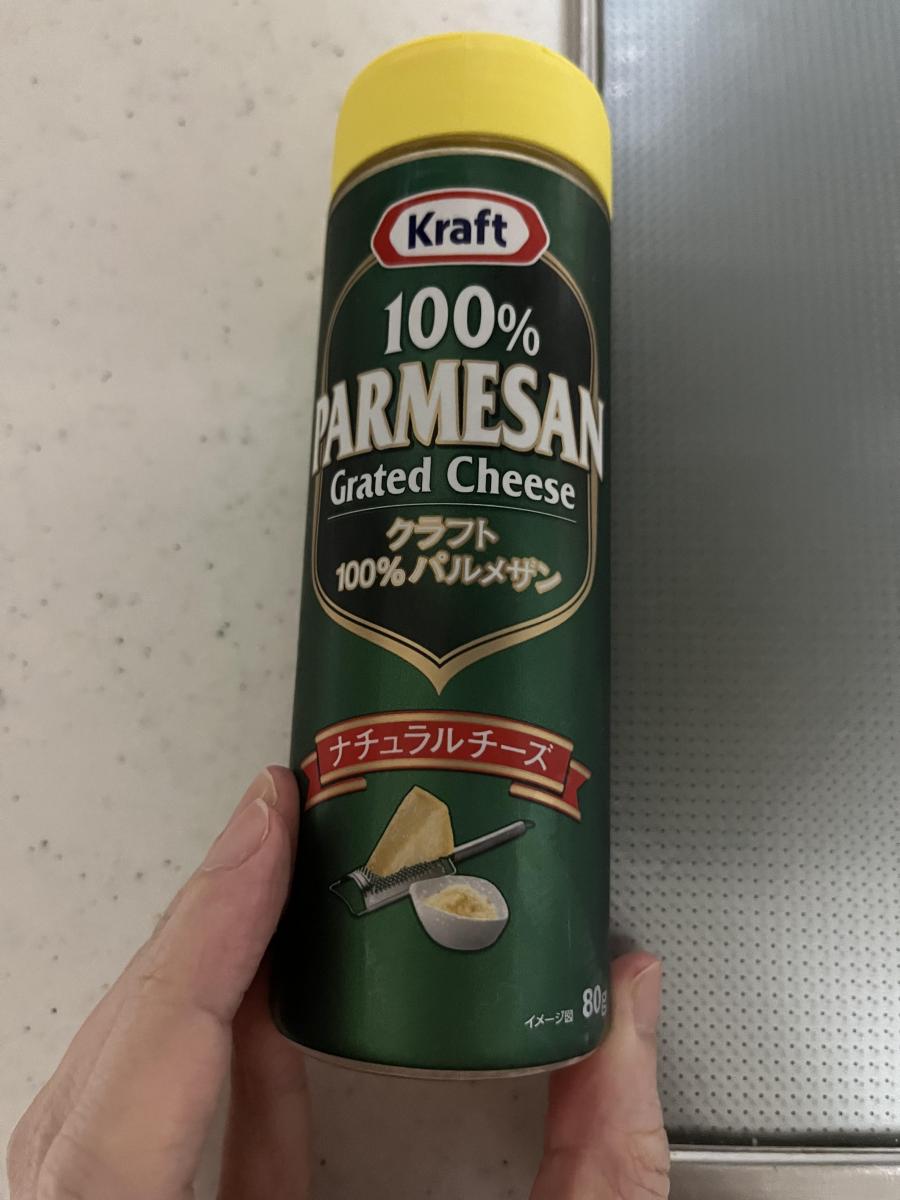 Kraft
100%
PARMESAN
Grated Cheese
クラフト
100%パルメザン
ナチュラルチーズ
イメージ図 80g